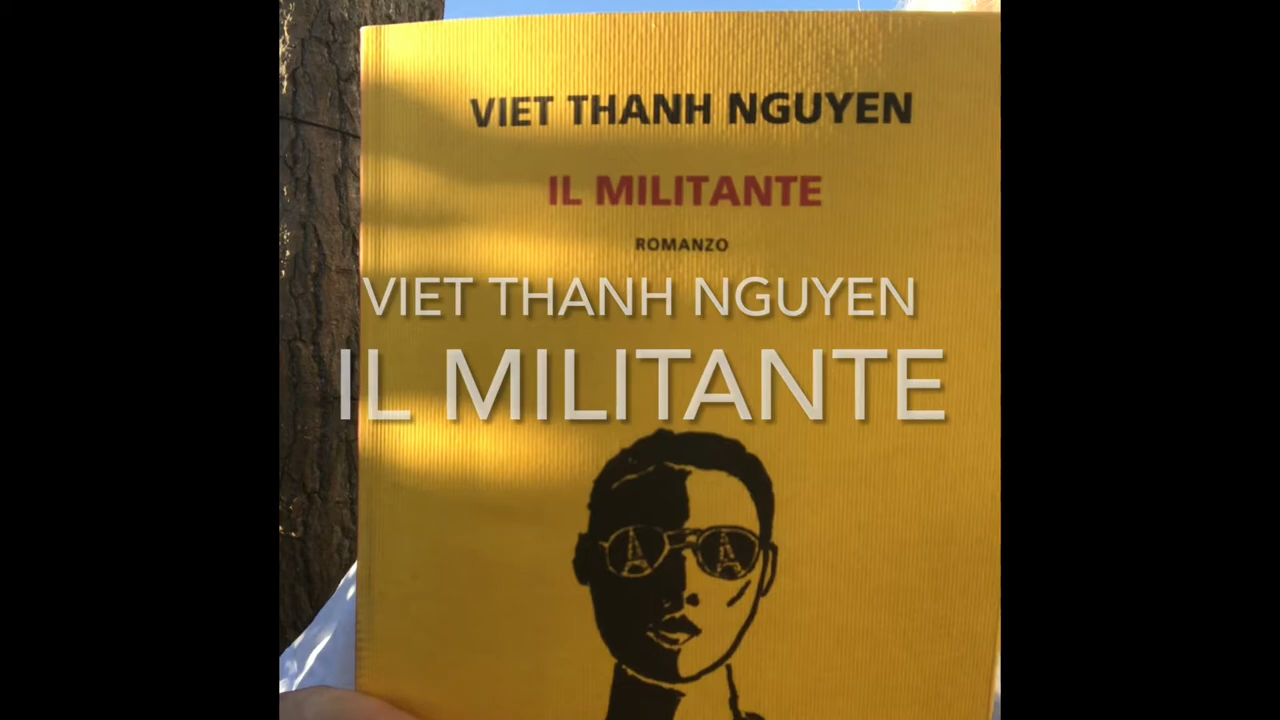 VIET THANH NGUYEN
IL MILITANTE
ROMANZO
VIET THANH NGUYEN
IL MILITANTE